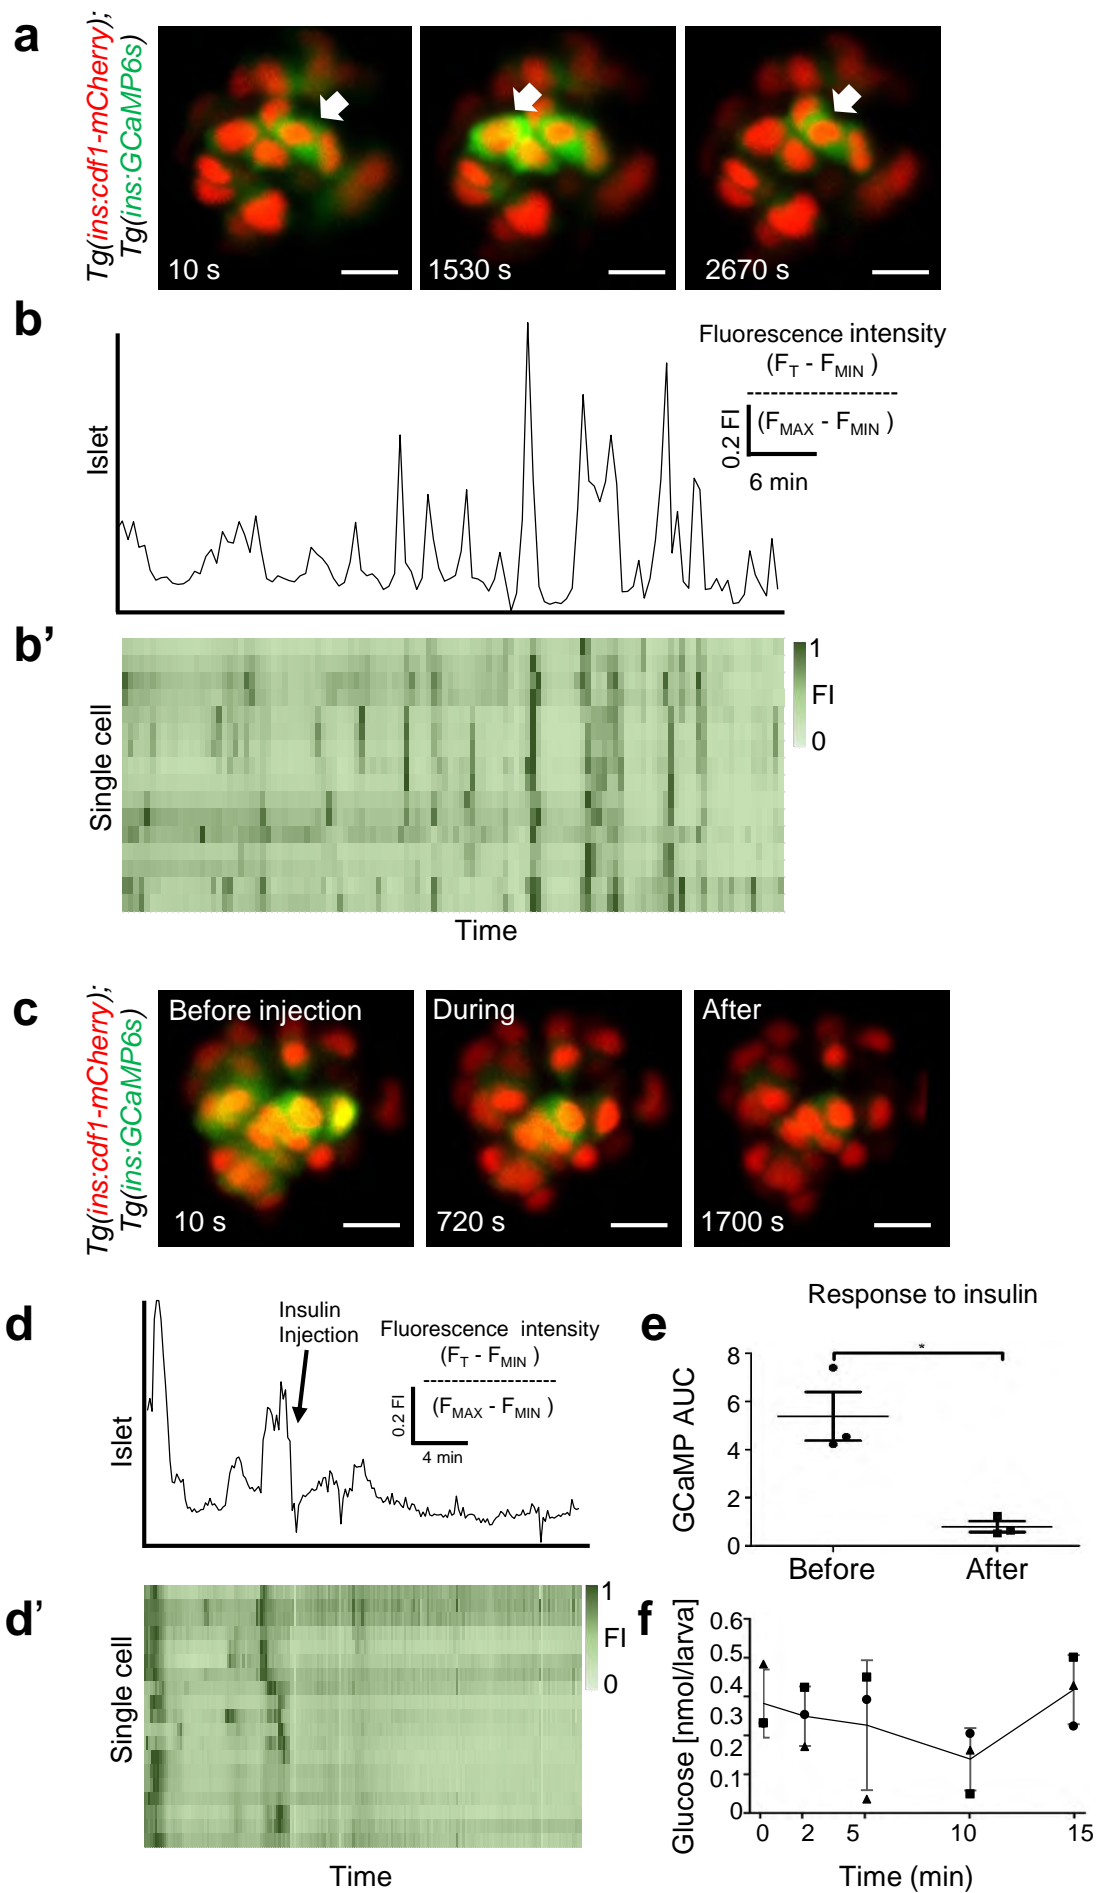 a
Tg(ins:cdf1-mCherry);
Tg(ins:GCaMP6s)
10 s
1530 s
2670 s
b
Islet
Fluorescence intensity
(FT - FMIN )
--------------------
(FMAX - FMIN )
0.2 FI
6 min
b’
Single cell
1
FI
0
Time
c
Tg(ins:cdf1-mCherry);
Tg(ins:GCaMP6s)
Before injection
During
After
10 s
720 s
1700 s
d
Islet
Insulin
Injection
Fluorescence intensity
(FT - FMIN )
--------------------
(FMAX - FMIN )
0.2 FI
4 min
e
Response to insulin
*
GCaMP AUC
8
6
4
2
0
Before
After
d’
Single cell
1
FI
0
Time
f
Glucose [nmol/larva]
0.6
0.5
0.4
0.3
0.2
0.1
0
0
2
5
10
15
Time (min)